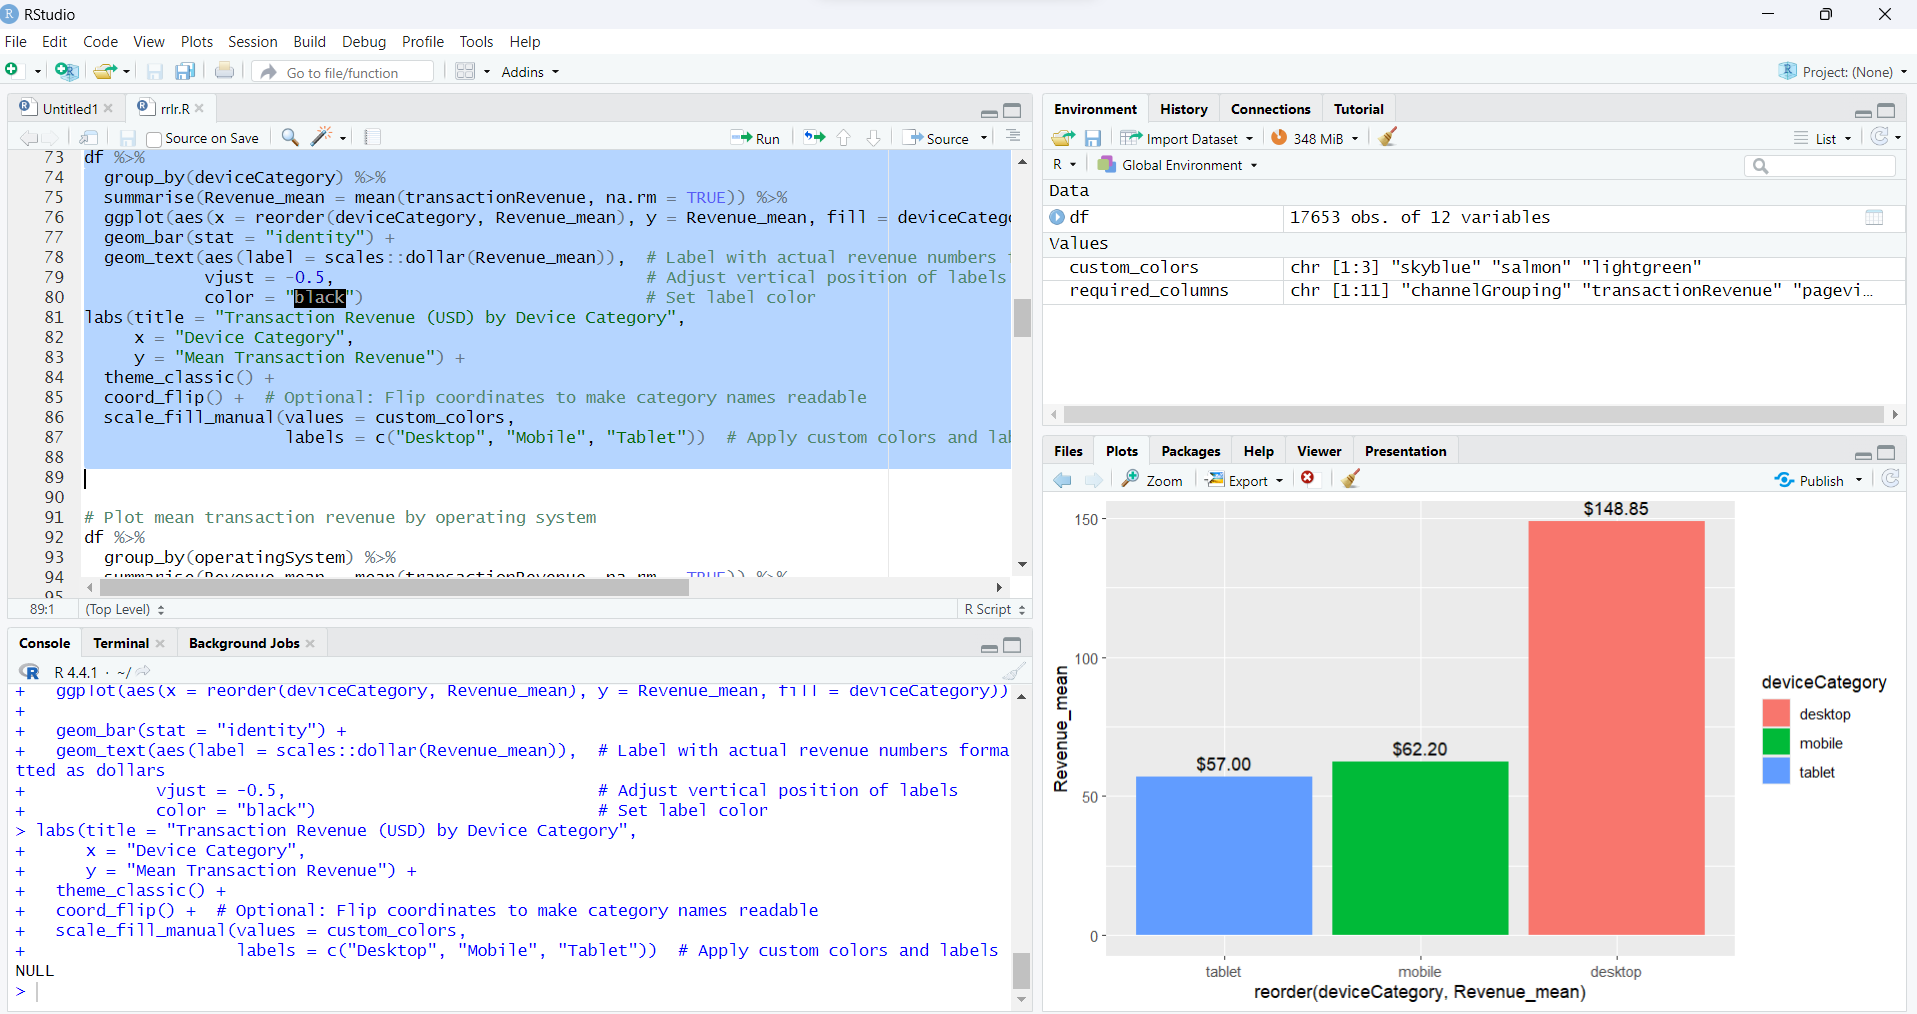 RStudio
File Edit Code View Plots Session Build Debug Profile Tools Help
Go to file/function Addins Project: (None)
Untitled1 rrlr.R
Source on Save Run Source
73 df %>%
74 group_by(deviceCategory) %>%
75 summarise(Revenue_mean = mean(transactionRevenue, na.rm = TRUE)) %>%
76 ggplot(aes(x = reorder(deviceCategory, Revenue_mean), y = Revenue_mean, fill = deviceCatego
77 geom_bar(stat = "identity") +
78 geom_text(aes(label = scales::dollar(Revenue_mean)), # Label with actual revenue numbers
79 vjust = -0.5, # Adjust vertical position of labels
80 color = "black") # Set label color
81 labs(title = "Transaction Revenue (USD) by Device Category",
82 x = "Device Category",
83 y = "Mean Transaction Revenue") +
84 theme_classic() +
85 coord_flip() + # Optional: Flip coordinates to make category names readable
86 scale_fill_manual(values = custom_colors,
87 labels = c("Desktop", "Mobile", "Tablet")) # Apply custom colors and la
88
89
90
91 # Plot mean transaction revenue by operating system
92 df %>%
93 group_by(operatingSystem) %>%
94 summarise(Revenue_mean = mean(transactionRevenue, na.rm = TRUE)) %>%
95
89:1 (Top Level) R Script
Console Terminal Background Jobs
R 4.4.1 · ~/
+ ggplot(aes(x = reorder(deviceCategory, Revenue_mean), y = Revenue_mean, fill = deviceCategory))
+
+ geom_bar(stat = "identity") +
+ geom_text(aes(label = scales::dollar(Revenue_mean)), # Label with actual revenue numbers forma
tted as dollars
+ vjust = -0.5, # Adjust vertical position of labels
+ color = "black") # Set label color
> labs(title = "Transaction Revenue (USD) by Device Category",
+ x = "Device Category",
+ y = "Mean Transaction Revenue") +
+ theme_classic() +
+ coord_flip() + # Optional: Flip coordinates to make category names readable
+ scale_fill_manual(values = custom_colors,
+ labels = c("Desktop", "Mobile", "Tablet")) # Apply custom colors and labels
NULL
>
Environment History Connections Tutorial
Import Dataset 348 MiB List
R Global Environment
Data
df 17653 obs. of 12 variables
Values
custom_colors chr [1:3] "skyblue" "salmon" "lightgreen"
required_columns chr [1:11] "channelGrouping" "transactionRevenue" "pagevi…
Files Plots Packages Help Viewer Presentation
Zoom Export Publish
150
100
50
0
Revenue_mean
$57.00
$62.20
$148.85
tablet mobile desktop
reorder(deviceCategory, Revenue_mean)
deviceCategory
desktop
mobile
tablet